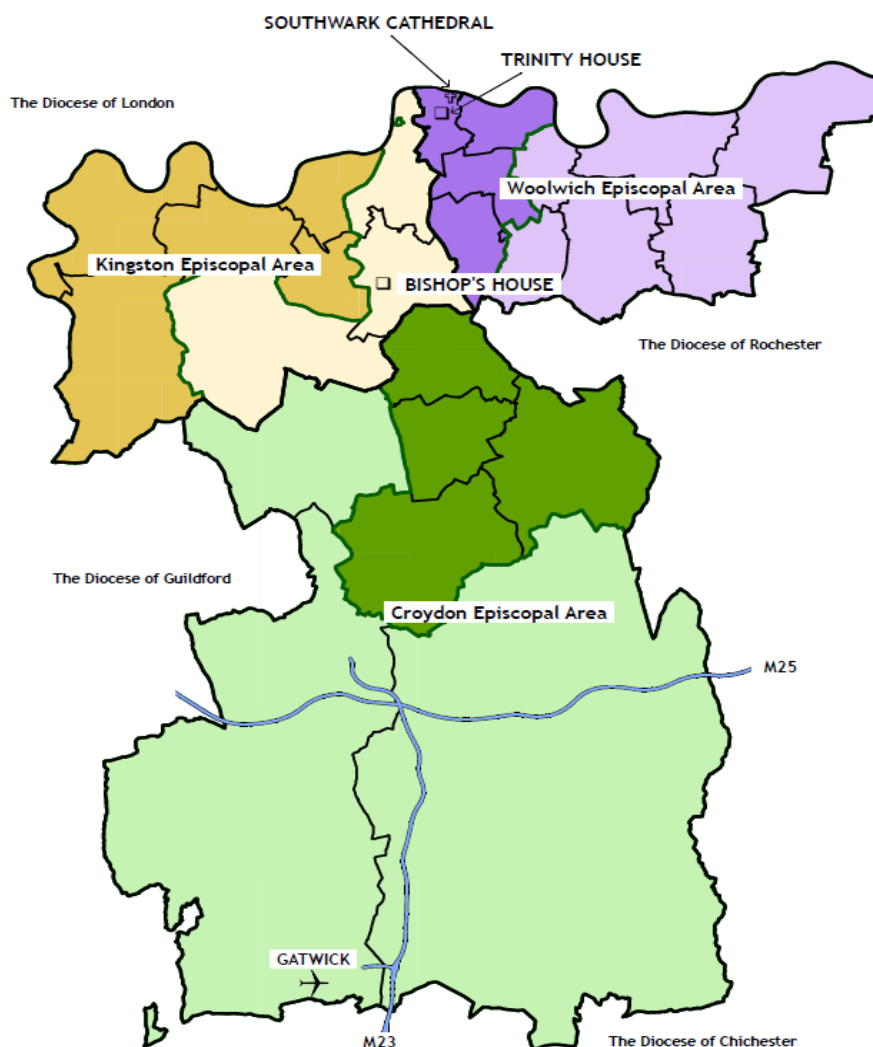 SOUTHWARK CATHEDRAL
TRINITY HOUSE
The Diocese of London
Woolwich Episcopal Area
Kingston Episcopal Area
BISHOP'S HOUSE
The Diocese of Rochester
The Diocese of Guildford
Croydon Episcopal Area
M25
GATWICK
M23
The Diocese of Chichester